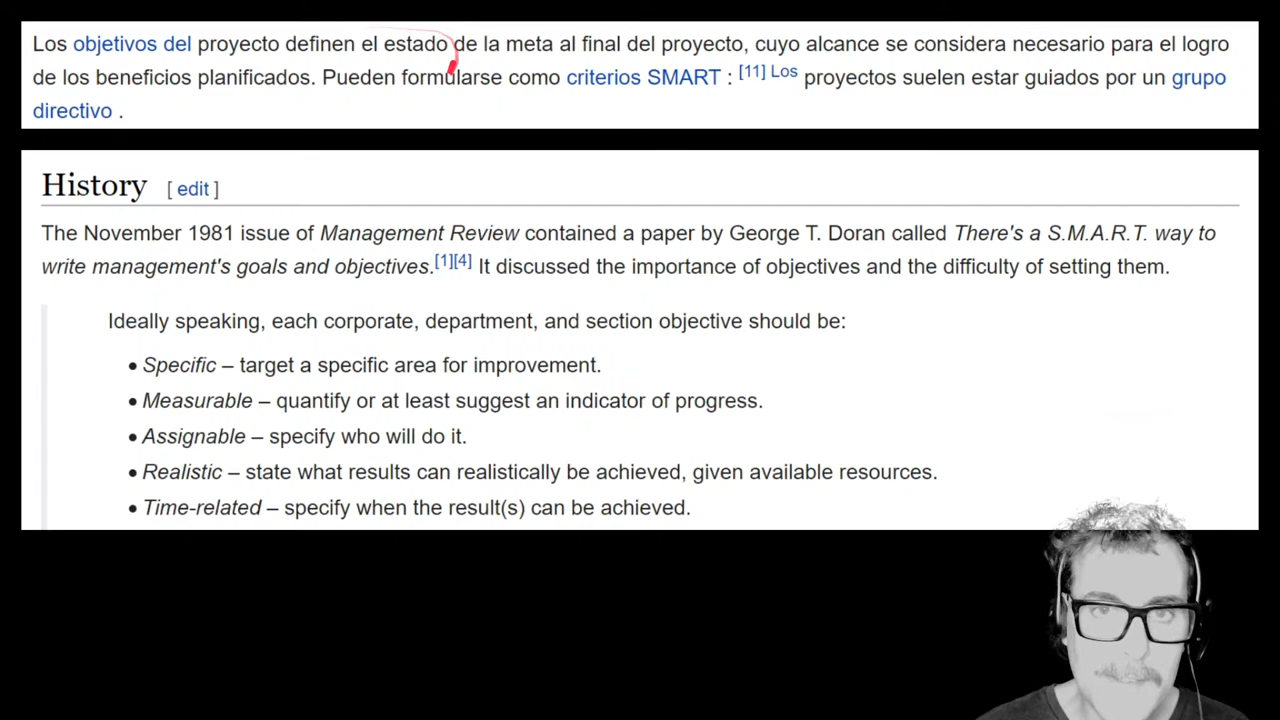 Los objetivos del proyecto definen el estado de la meta al final del proyecto, cuyo alcance se considera necesario para el logro
de los beneficios planificados. Pueden formularse como criterios SMART : [11] Los proyectos suelen estar guiados por un grupo
directivo .
History [ edit ]
The November 1981 issue of Management Review contained a paper by George T. Doran called There's a S.M.A.R.T. way to
write management's goals and objectives.[1][4] It discussed the importance of objectives and the difficulty of setting them.
Ideally speaking, each corporate, department, and section objective should be:
• Specific – target a specific area for improvement.
• Measurable – quantify or at least suggest an indicator of progress.
• Assignable – specify who will do it.
• Realistic – state what results can realistically be achieved, given available resources.
• Time-related – specify when the result(s) can be achieved.